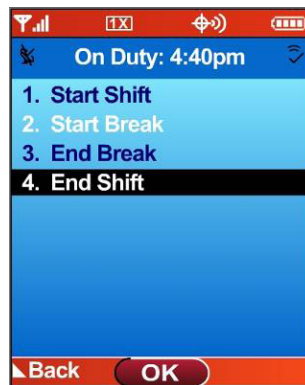 1X
On Duty: 4:40pm
1. Start Shift
2. Start Break
3. End Break
4. End Shift
Back OK